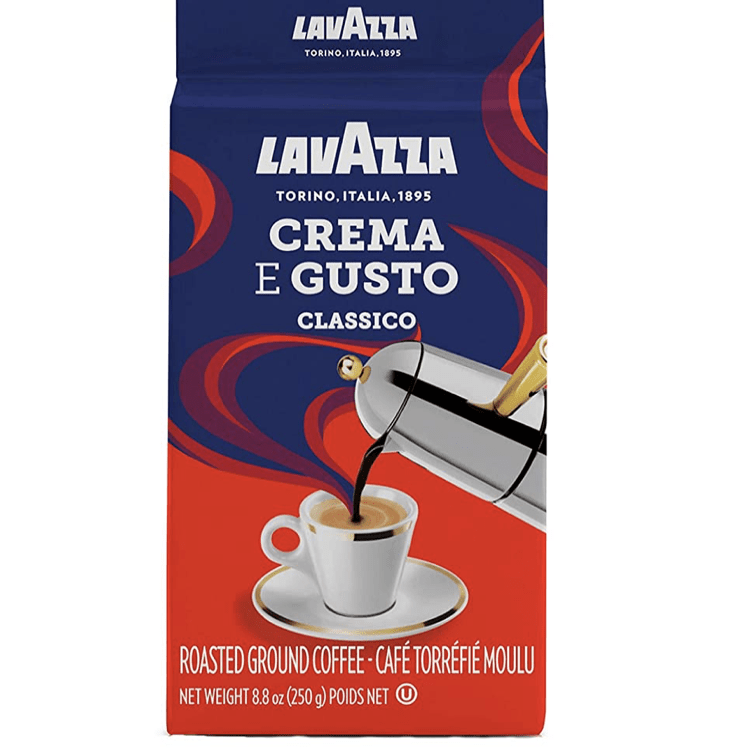 LAVAZZA
TORINO, ITALIA, 1895
LAVAZZA
TORINO, ITALIA, 1895
CREMA
E GUSTO
CLASSICO
ROASTED GROUND COFFEE - CAFÉ TORRÉFIÉ MOULU
NET WEIGHT 8.8 oz (250 g) POIDS NET U